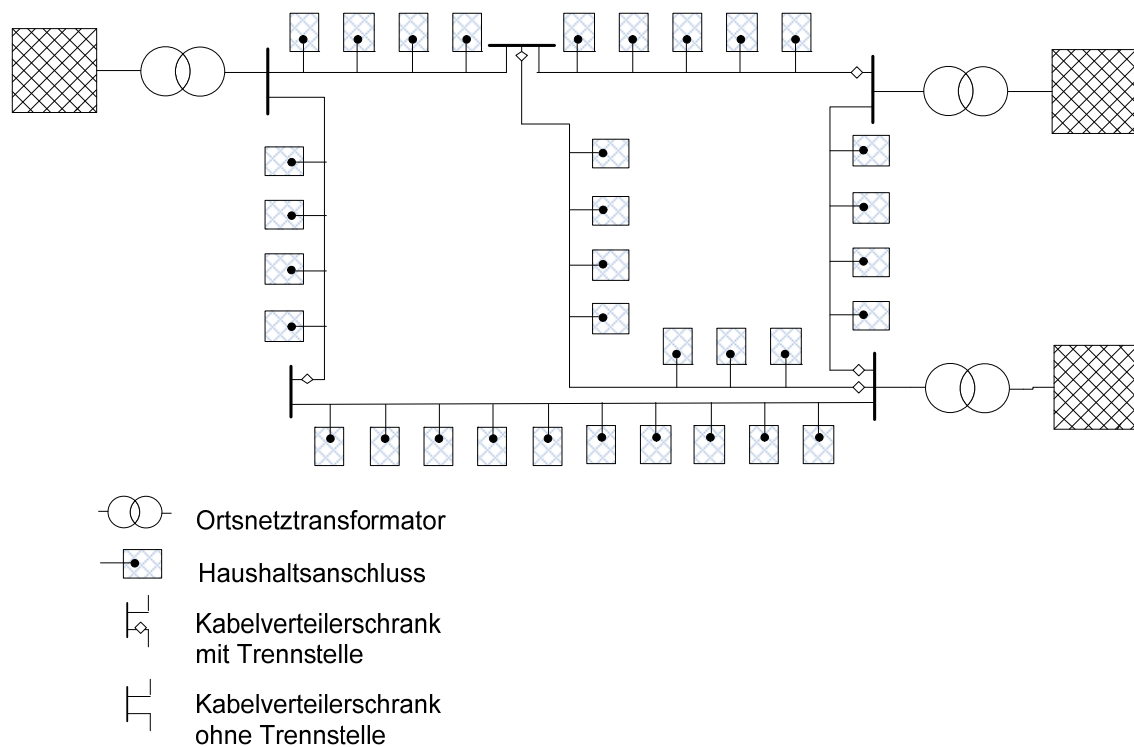 Ortsnetztransformator
Haushaltsanschluss
Kabelverteilerschrank
mit Trennstelle
Kabelverteilerschrank
ohne Trennstelle